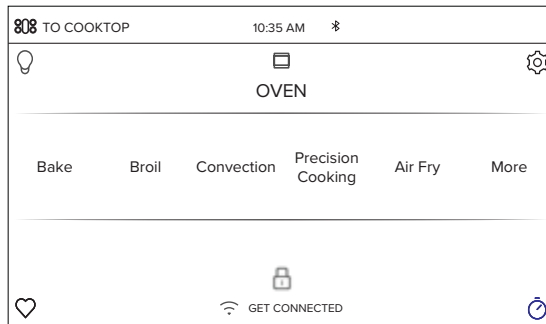 TO COOKTOP 10:35 AM
OVEN
Bake Broil Convection Precision Cooking Air Fry More
GET CONNECTED